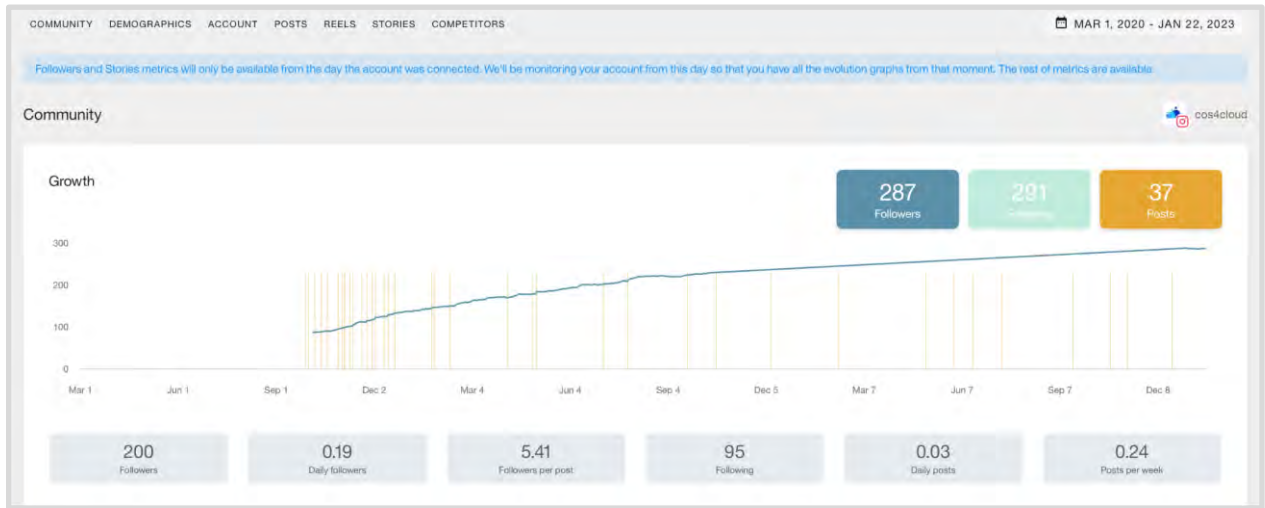 COMMUNITY DEMOGRAPHICS ACCOUNT POSTS REELS STORIES COMPETITORS
MAR 1, 2020 - JAN 22, 2023
Followers and Stories metrics will only be available from the day the account was connected. We'll be monitoring your account from this day so that you have all the evolution graphs from that moment. The rest of metrics are available
Community
cos4cloud
Growth
287
Followers
291
Following
37
Posts
300
200
100
0
Mar 1 Jun 1 Sep 1 Dec 2 Mar 4 Jun 4 Sep 4 Dec 5 Mar 7 Jun 7 Sep 7 Dec 8
200 0.19 5.41 95 0.03 0.24
Followers Daily followers Followers per post Following Daily posts Posts per week